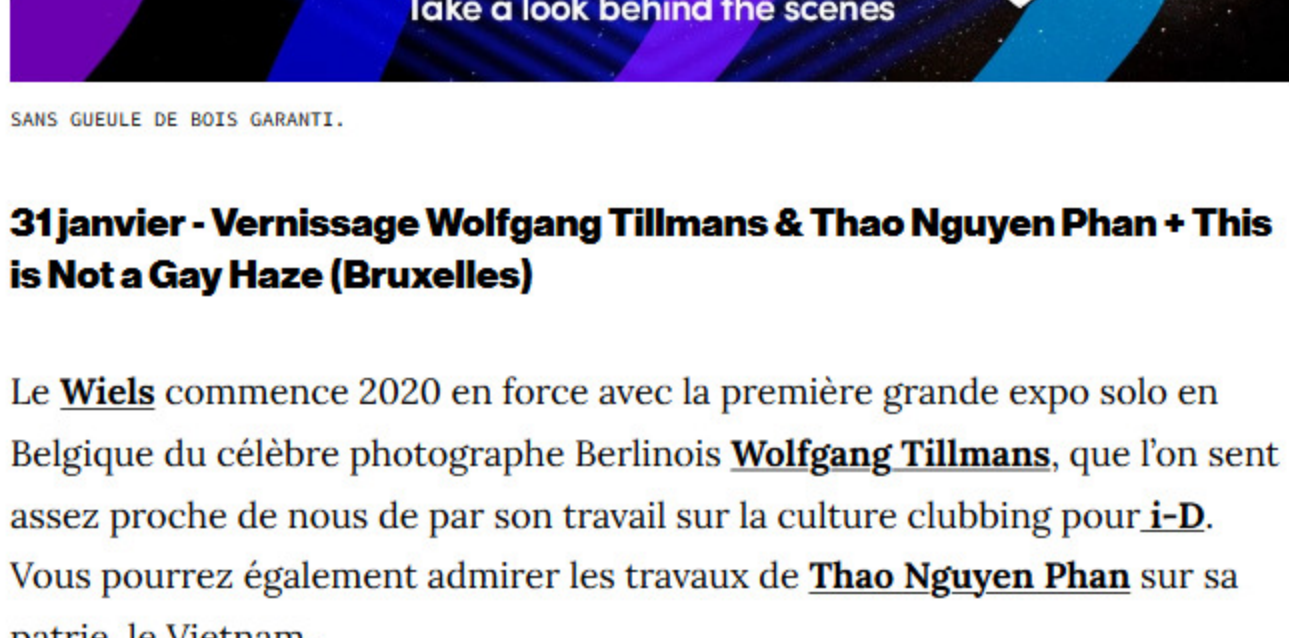 Take a look behind the scenes
SANS GUEULE DE BOIS GARANTI.
31 janvier - Vernissage Wolfgang Tillmans & Thao Nguyen Phan + This
is Not a Gay Haze (Bruxelles)
Le Wiels commence 2020 en force avec la première grande expo solo en
Belgique du célèbre photographe Berlinois Wolfgang Tillmans, que l’on sent
assez proche de nous de par son travail sur la culture clubbing pour i-D.
Vous pourrez également admirer les travaux de Thao Nguyen Phan sur sa
patrie, le Vietnam.